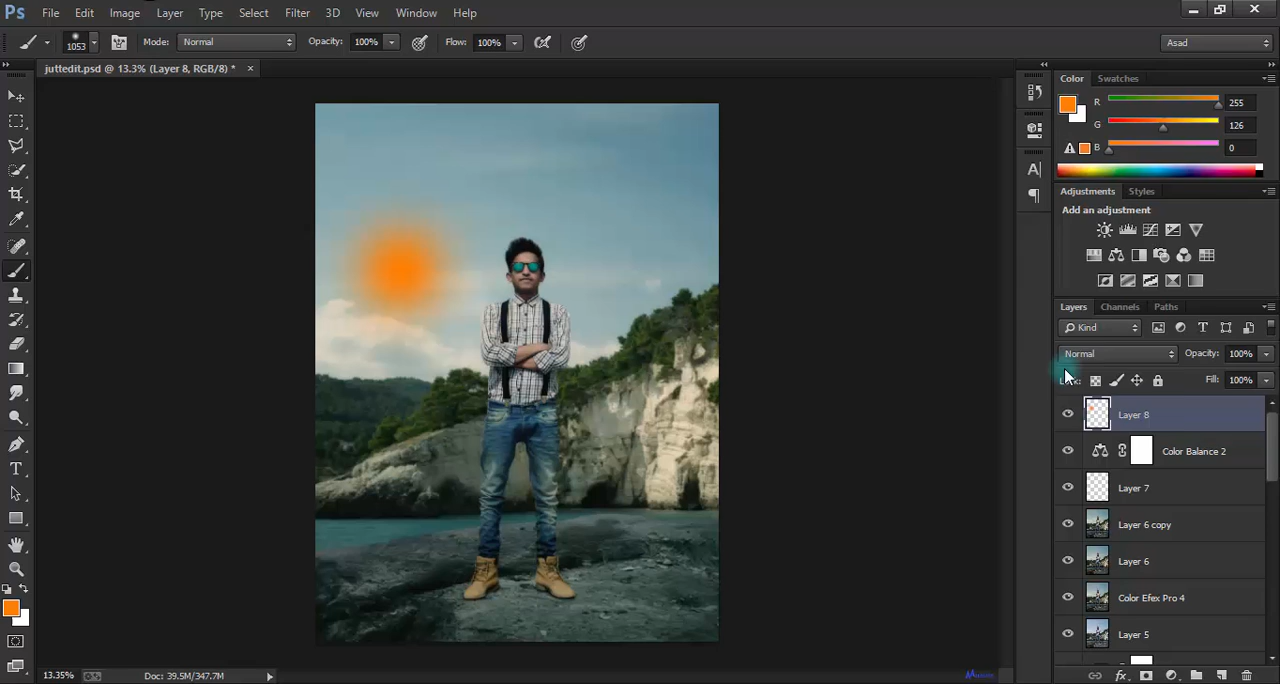 Ps File Edit Image Layer Type Select Filter 3D View Window Help
1053 Mode: Normal Opacity: 100% Flow: 100% Asad
juttedit.psd @ 13.3% (Layer 8, RGB/8) * ×
Color Swatches
R 255
G 126
B 0
Adjustments Styles
Add an adjustment
Layers Channels Paths
Kind
Normal Opacity: 100%
Fill: 100%
Layer 8
Color Balance 2
Layer 7
Layer 6 copy
Layer 6
Color Efex Pro 4
Layer 5
13.35% Doc: 39.5M/347.7M